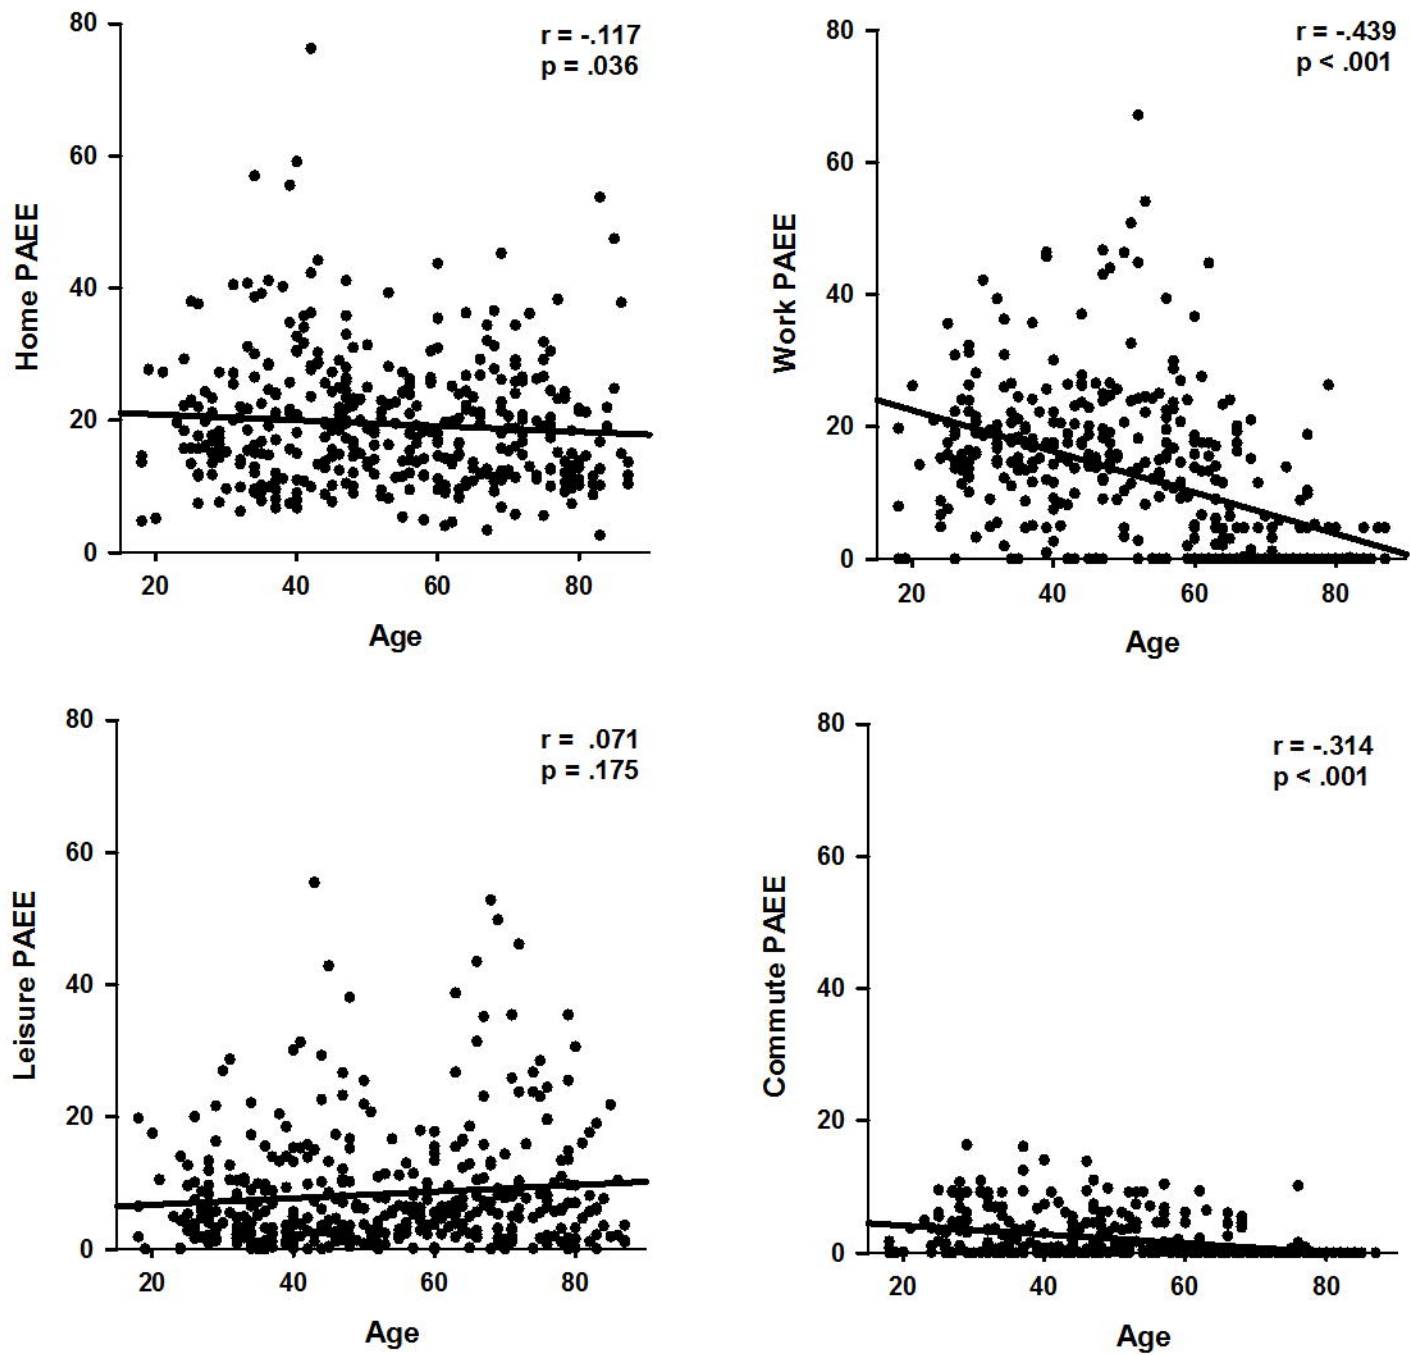 80
60
40
20
0
Home PAEE
r = -.117
p = .036
20 40 60 80
Age
80
60
40
20
0
Work PAEE
r = -.439
p < .001
20 40 60 80
Age
80
60
40
20
0
Leisure PAEE
r = .071
p = .175
20 40 60 80
Age
80
60
40
20
0
Commute PAEE
r = -.314
p < .001
20 40 60 80
Age